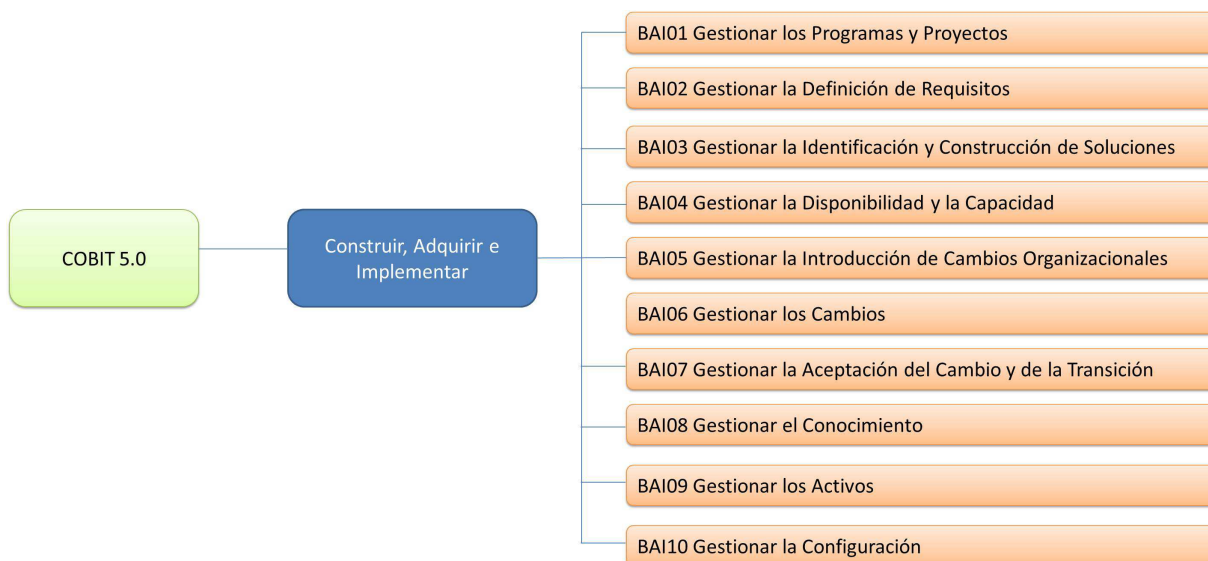 COBIT 5.0
Construir, Adquirir e
Implementar
BAI01 Gestionar los Programas y Proyectos
BAI02 Gestionar la Definición de Requisitos
BAI03 Gestionar la Identificación y Construcción de Soluciones
BAI04 Gestionar la Disponibilidad y la Capacidad
BAI05 Gestionar la Introducción de Cambios Organizacionales
BAI06 Gestionar los Cambios
BAI07 Gestionar la Aceptación del Cambio y de la Transición
BAI08 Gestionar el Conocimiento
BAI09 Gestionar los Activos
BAI10 Gestionar la Configuración